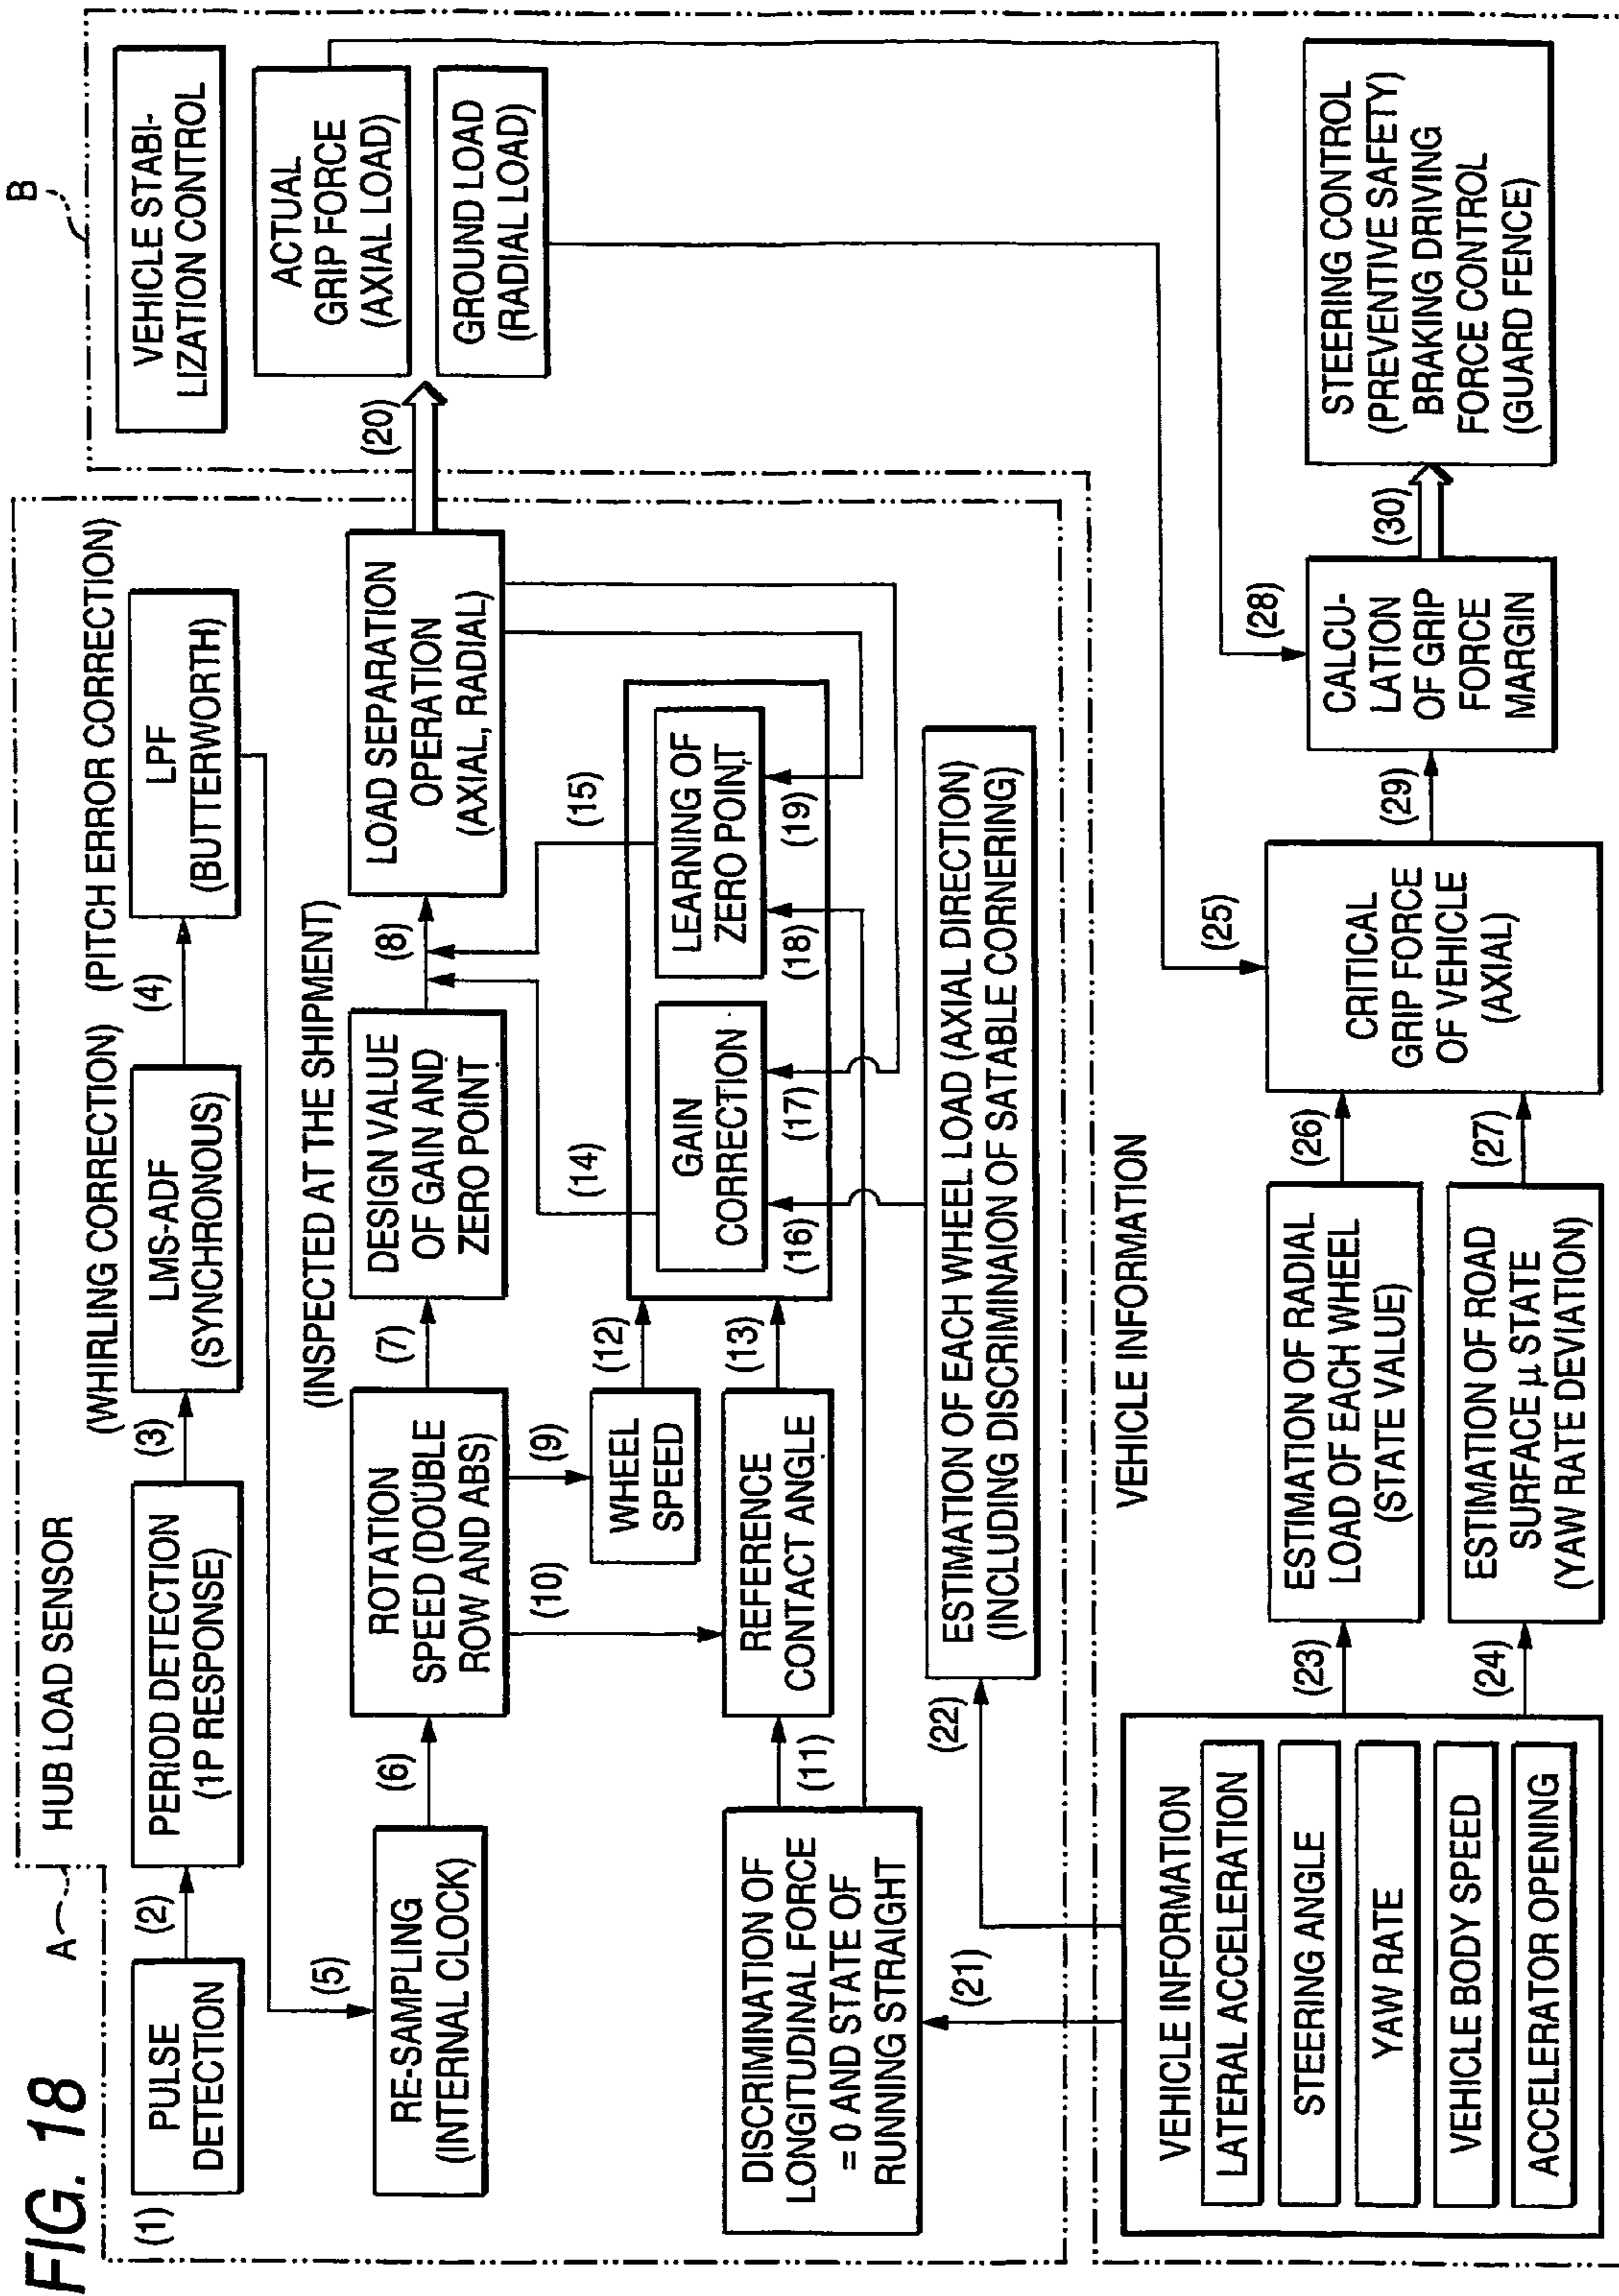 FIG. 18
A
HUB LOAD SENSOR
B
(WHIRLING CORRECTION)
(PITCH ERROR CORRECTION)
(1)
PULSE
DETECTION
(2)
PERIOD DETECTION
(1P RESPONSE)
(3)
LMS-ADF
(SYNCHRONOUS)
(4)
LPF
(BUTTERWORTH)
(5)
RE-SAMPLING
(INTERNAL CLOCK)
(6)
ROTATION
SPEED (DOUBLE
ROW AND ABS)
(7)
(INSPECTED AT THE SHIPMENT)
DESIGN VALUE
OF GAIN AND
ZERO POINT
(8)
LOAD SEPARATION
OPERATION
(AXIAL, RADIAL)
(9)
WHEEL
SPEED
(10)
REFERENCE
CONTACT ANGLE
(11)
DISCRIMINATION OF
LONGITUDINAL FORCE
= 0 AND STATE OF
RUNNING STRAIGHT
(12)
(13)
(14)
(15)
GAIN
CORRECTION
(16)
(17)
LEARNING OF
ZERO POINT
(18)
(19)
ESTIMATION OF EACH WHEEL LOAD (AXIAL DIRECTION)
(INCLUDING DISCRIMINAION OF SATABLE CORNERING)
(20)
VEHICLE STABI-
LIZATION CONTROL
ACTUAL
GRIP FORCE
(AXIAL LOAD)
GROUND LOAD
(RADIAL LOAD)
(21)
(22)
VEHICLE INFORMATION
VEHICLE INFORMATION
LATERAL ACCELERATION
STEERING ANGLE
YAW RATE
VEHICLE BODY SPEED
ACCELERATOR OPENING
(23)
ESTIMATION OF RADIAL
LOAD OF EACH WHEEL
(STATE VALUE)
(24)
ESTIMATION OF ROAD
SURFACE μ STATE
(YAW RATE DEVIATION)
(25)
(26)
(27)
CRITICAL
GRIP FORCE
OF VEHICLE
(AXIAL)
(28)
(29)
CALCU-
LATION
OF GRIP
FORCE
MARGIN
(30)
STEERING CONTROL
(PREVENTIVE SAFETY)
BRAKING DRIVING
FORCE CONTROL
(GUARD FENCE)